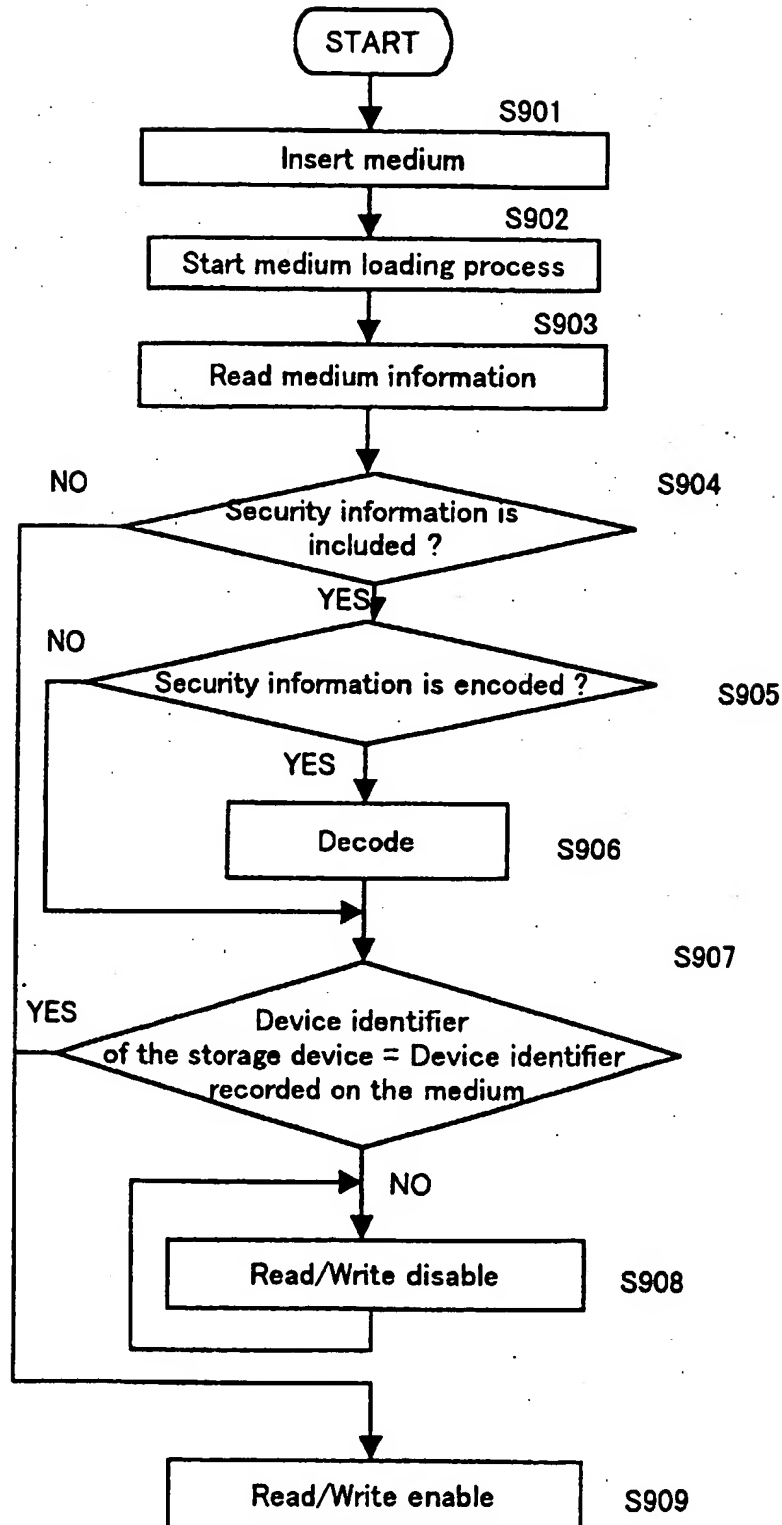 START
S901
Insert medium
S902
Start medium loading process
S903
Read medium information
NO
S904
Security information is
included ?
YES
NO
Security information is encoded ?
S905
YES
Decode
S906
S907
YES
Device identifier
of the storage device = Device identifier
recorded on the medium
NO
Read/Write disable
S908
Read/Write enable
S909